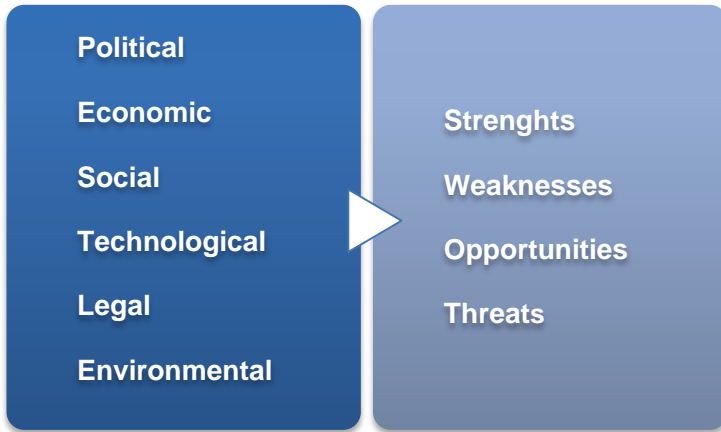 Political
Economic
Social
Technological
Legal
Environmental
Strenghts
Weaknesses
Opportunities
Threats